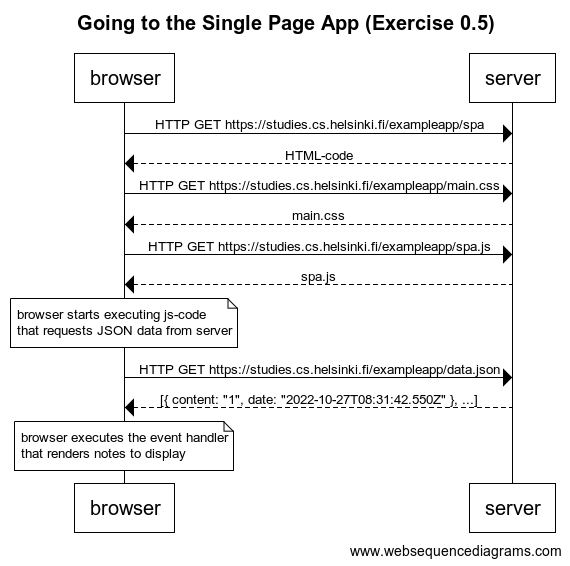 Going to the Single Page App (Exercise 0.5)
browser
server
HTTP GET https://studies.cs.helsinki.fi/exampleapp/spa
HTML-code
HTTP GET https://studies.cs.helsinki.fi/exampleapp/main.css
main.css
HTTP GET https://studies.cs.helsinki.fi/exampleapp/spa.js
spa.js
browser starts executing js-code
that requests JSON data from server
HTTP GET https://studies.cs.helsinki.fi/exampleapp/data.json
[{ content: "1", date: "2022-10-27T08:31:42.550Z" }, ...]
browser executes the event handler
that renders notes to display
browser
server
www.websequencediagrams.com